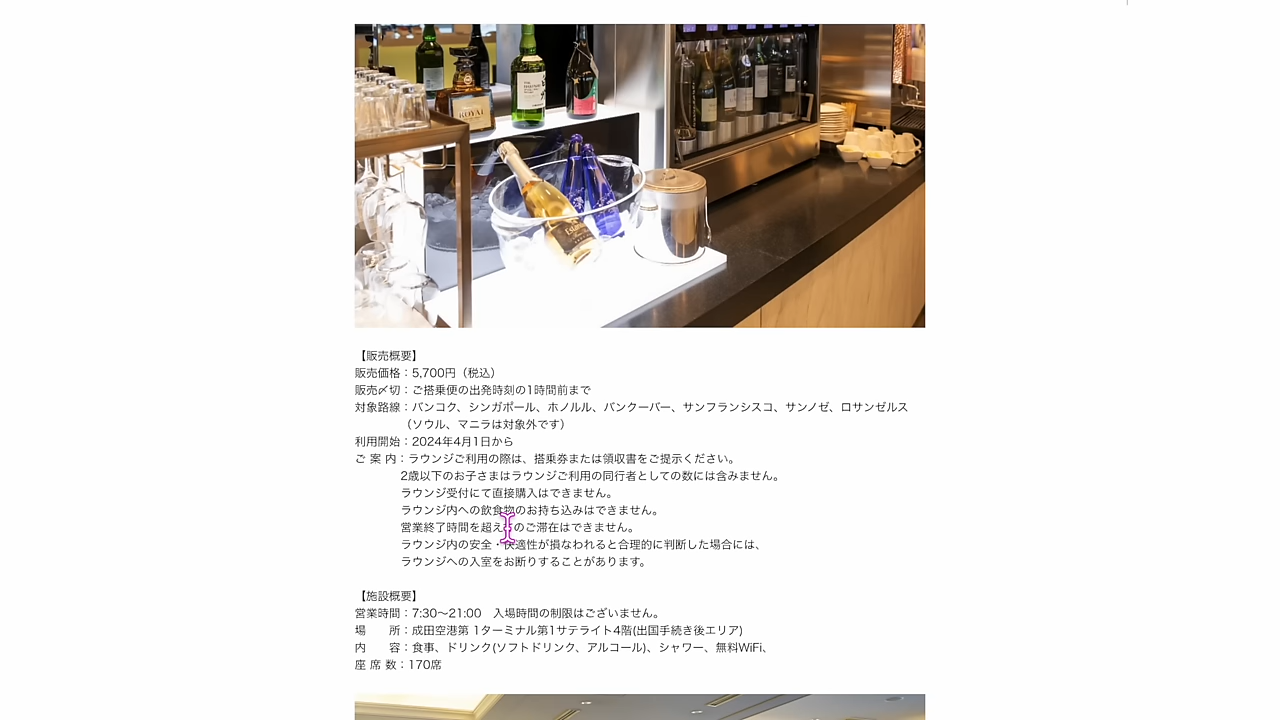 KOVAL
【販売概要】
販売価格：5,700円（税込）
販売〆切：ご搭乗便の出発時刻の1時間前まで
対象路線：バンコク、シンガポール、ホノルル、バンクーバー、サンフランシスコ、サンノゼ、ロサンゼルス
（ソウル、マニラは対象外です）
利用開始：2024年4月1日から
ご 案 内：ラウンジご利用の際は、搭乗券または領収書をご提示ください。
2歳以下のお子さまはラウンジご利用の同行者としての数には含みません。
ラウンジ受付にて直接購入はできません。
ラウンジ内への飲食物のお持ち込みはできません。
営業終了時間を超えてのご滞在はできません。
ラウンジ内の安全・快適性が損なわれると合理的に判断した場合には、
ラウンジへの入室をお断りすることがあります。
【施設概要】
営業時間：7:30～21:00　入場時間の制限はございません。
場　　所：成田空港第 1ターミナル第1サテライト4階(出国手続き後エリア)
内　　容：食事、ドリンク(ソフトドリンク、アルコール)、シャワー、無料WiFi、
座 席 数：170席